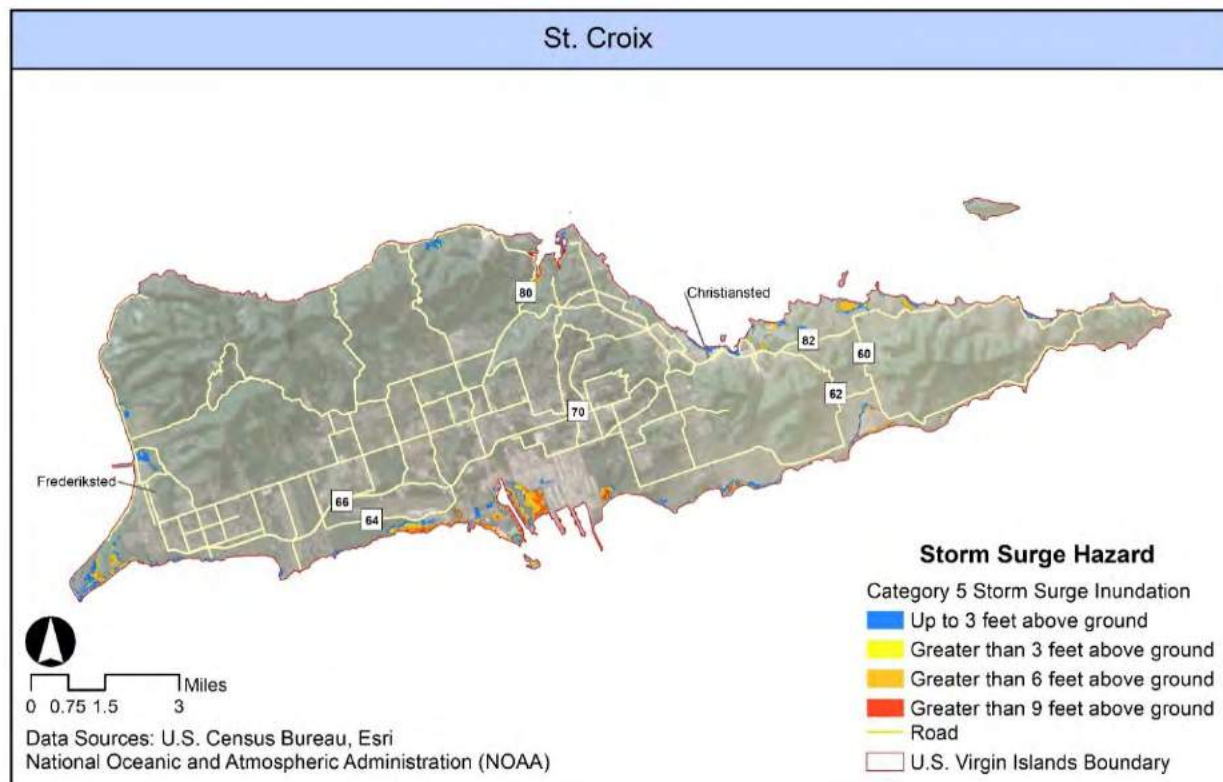 St. Croix
Christiansted
80
82
60
62
70
Frederiksted
66
64
Storm Surge Hazard
Category 5 Storm Surge Inundation
Up to 3 feet above ground
Greater than 3 feet above ground
Greater than 6 feet above ground
Greater than 9 feet above ground
Road
U.S. Virgin Islands Boundary
Miles
0 0.75 1.5 3
Data Sources: U.S. Census Bureau, Esri
National Oceanic and Atmospheric Administration (NOAA)